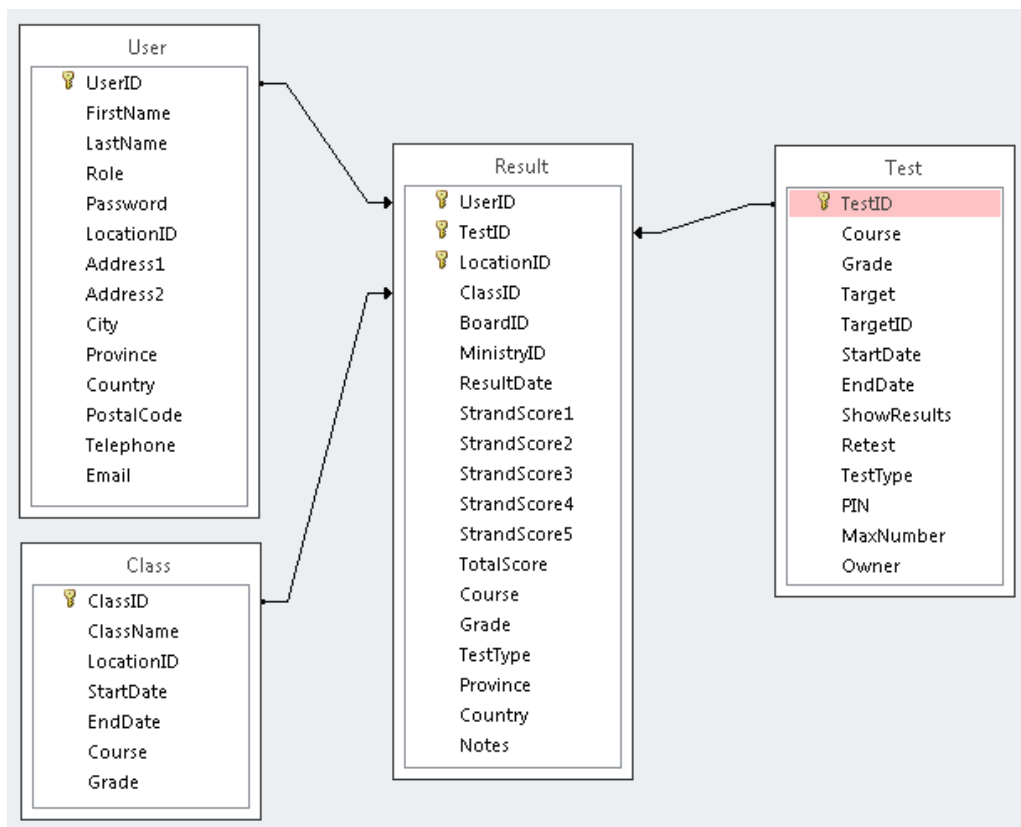 User
UserID
FirstName
LastName
Role
Password
LocationID
Address1
Address2
City
Province
Country
PostalCode
Telephone
Email
Class
ClassID
ClassName
LocationID
StartDate
EndDate
Course
Grade
Result
UserID
TestID
LocationID
ClassID
BoardID
MinistryID
ResultDate
StrandScore1
StrandScore2
StrandScore3
StrandScore4
StrandScore5
TotalScore
Course
Grade
TestType
Province
Country
Notes
Test
TestID
Course
Grade
Target
TargetID
StartDate
EndDate
ShowResults
Retest
TestType
PIN
MaxNumber
Owner